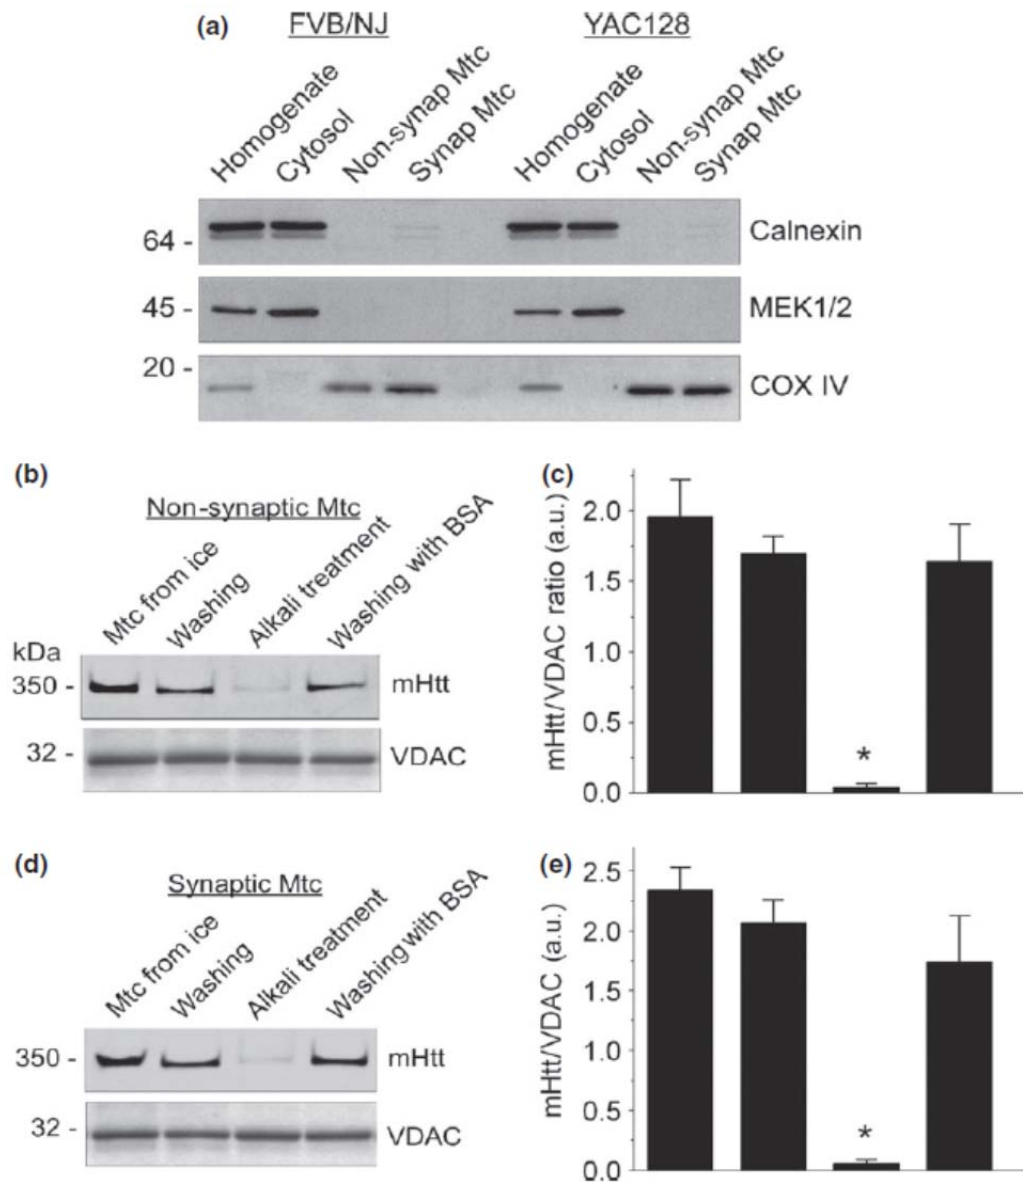 (a) FVB/NJ YAC128
Homogenate Cytosol Non-synap Mtc Synap Mtc Homogenate Cytosol Non-synap Mtc Synap Mtc
64 - Calnexin
45 - MEK1/2
20 -
COX IV
(b)
Non-synaptic Mtc
Mtc from ice Washing Alkali treatment Washing with BSA
kDa
350 - mHtt
32 - VDAC
(c)
mHtt/VDAC ratio (a.u.)
2.0
1.5
1.0
0.5
*
0.0
(d)
Synaptic Mtc
Mtc from ice Washing Alkali treatment Washing with BSA
350 - mHtt
32 - VDAC
(e)
mHtt/VDAC (a.u.)
2.5
2.0
1.5
1.0
0.5
*
0.0